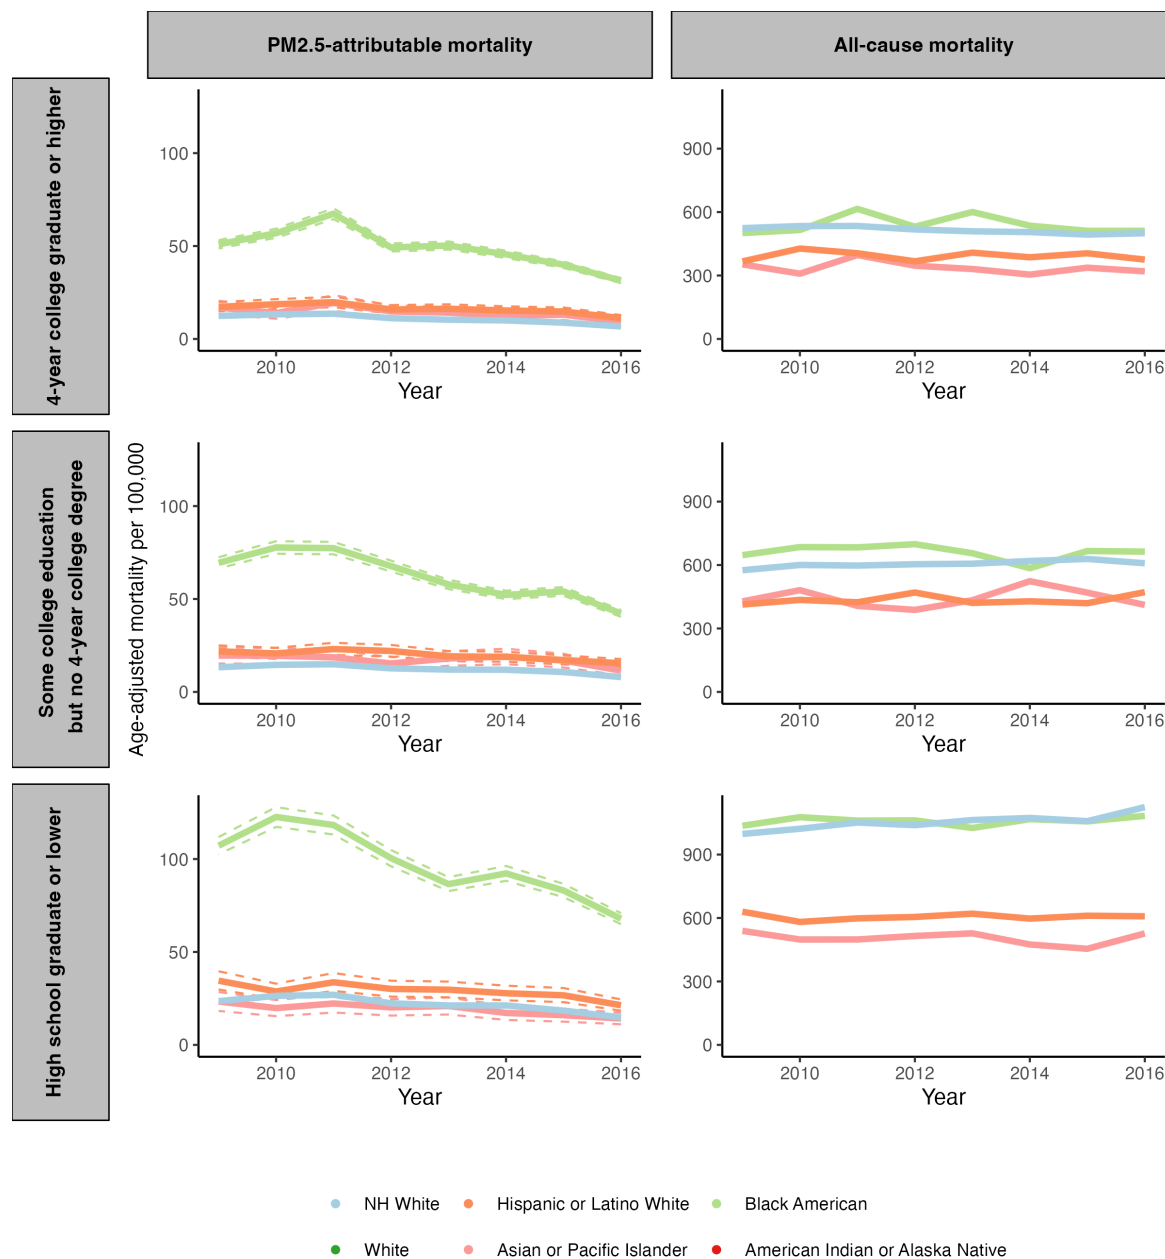 PM2.5-attributable mortality
All-cause mortality
4-year college graduate or higher
100
50
0
2010 2012 2014 2016
Year
900
600
300
0
2010 2012 2014 2016
Year
Age-adjusted mortality per 100,000
Some college education
but no 4-year college degree
100
50
0
2010 2012 2014 2016
Year
900
600
300
0
2010 2012 2014 2016
Year
High school graduate or lower
100
50
0
2010 2012 2014 2016
Year
900
600
300
0
2010 2012 2014 2016
Year
NH White Hispanic or Latino White Black American
White Asian or Pacific Islander American Indian or Alaska Native